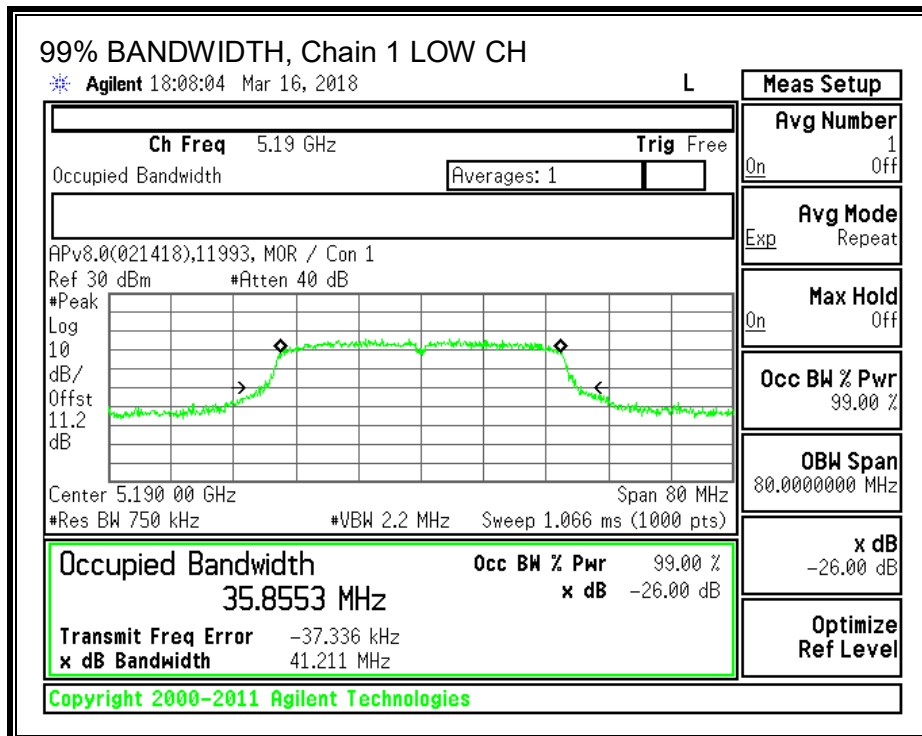 99% BANDWIDTH, Chain 1 LOW CH
Agilent 18:08:04 Mar 16, 2018 L
Ch Freq 5.19 GHz Trig Free
Occupied Bandwidth Averages: 1
APv8.0(021418),11993, MOR / Con 1
Ref 30 dBm #Atten 40 dB
#Peak
Log
10
dB/
Offst
11.2
dB
Center 5.190 00 GHz Span 80 MHz
#Res BW 750 kHz #VBW 2.2 MHz Sweep 1.066 ms (1000 pts)
Occupied Bandwidth Occ BW % Pwr 99.00 %
35.8553 MHz x dB -26.00 dB
Transmit Freq Error -37.336 kHz
x dB Bandwidth 41.211 MHz
Copyright 2000-2011 Agilent Technologies
Meas Setup
Avg Number
1
On Off
Avg Mode
Exp Repeat
Max Hold
On Off
Occ BW % Pwr
99.00 %
OBW Span
80.0000000 MHz
x dB
-26.00 dB
Optimize
Ref Level